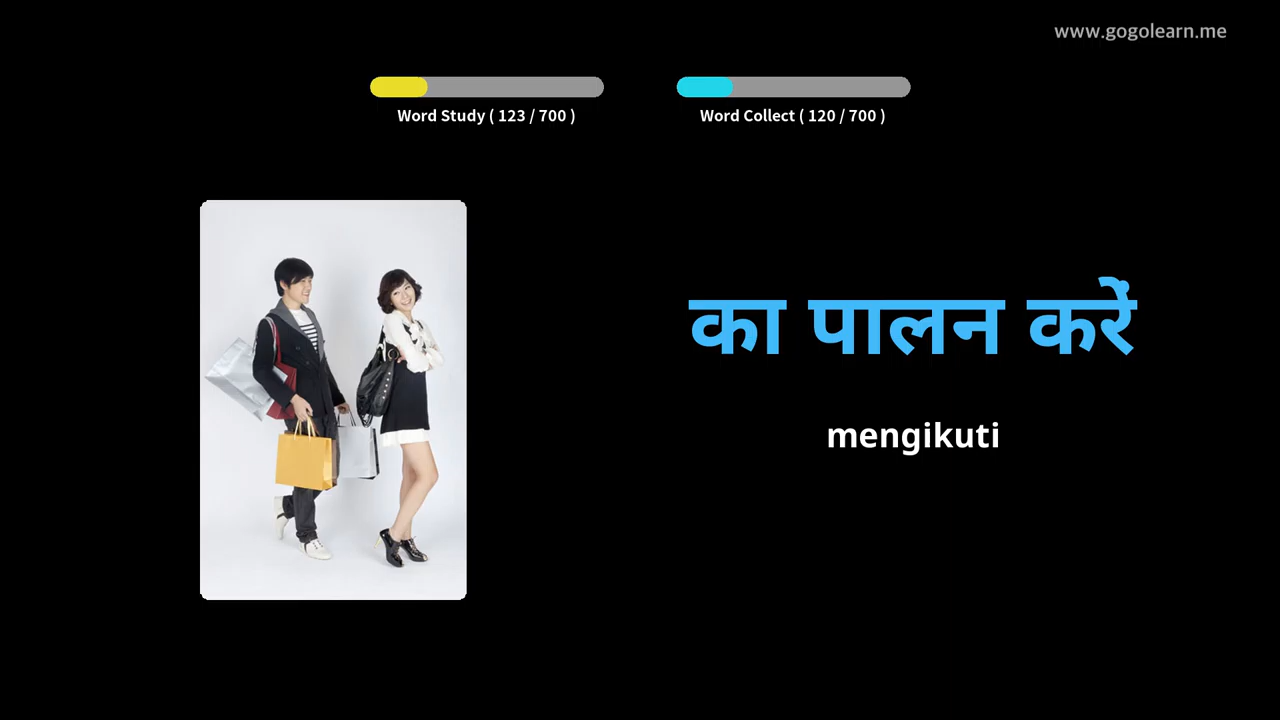 www.gogolearn.me
Word Study ( 123 / 700 )
Word Collect ( 120 / 700 )
का पालन करें
mengikuti